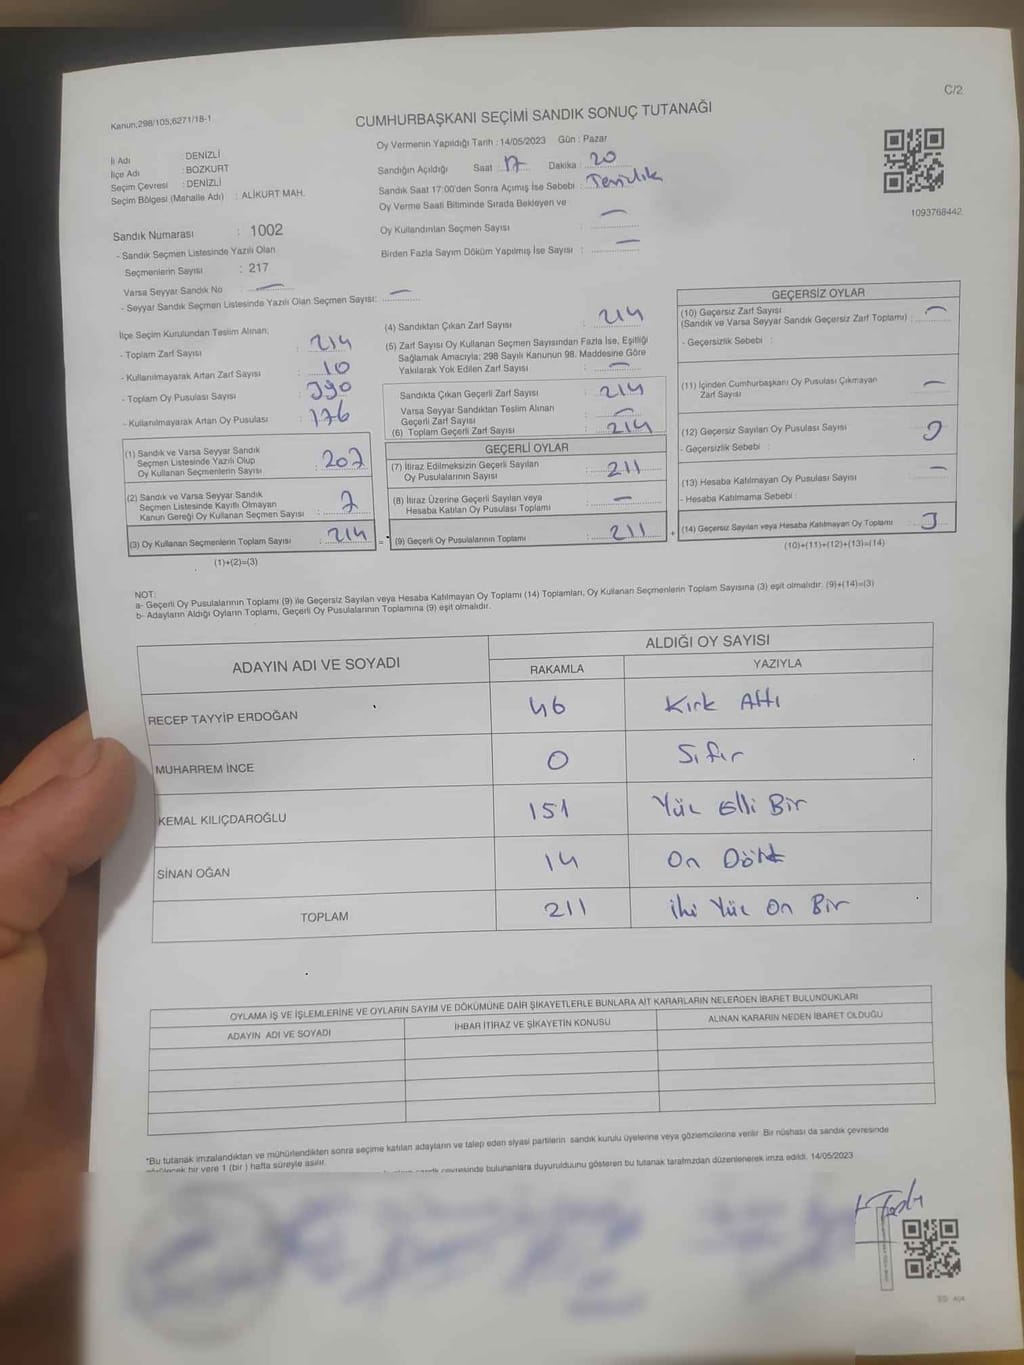 C/2
Kanun;298/105;6271/18-1
CUMHURBAŞKANI SEÇİMİ SANDIK SONUÇ TUTANAĞI
İli Adı : DENİZLİ
İlçe Adı : BOZKURT
Seçim Çevresi : DENİZLİ
Seçim Bölgesi (Mahalle Adı) : ALİKURT MAH.
Oy Vermenin Yapıldığı Tarih : 14/05/2023 Gün : Pazar
Sandığın Açıldığı Saat : 17 Dakika : 20
Sandık Saat 17:00'den Sonra Açımış İse Sebebi : Temizlik
Oy Verme Saati Bitiminde Sırada Bekleyen ve
Oy Kullandırılan Seçmen Sayısı : —
Birden Fazla Sayım Döküm Yapılmış İse Sayısı : —
1093768442
Sandık Numarası : 1002
- Sandık Seçmen Listesinde Yazılı Olan
Seçmenlerin Sayısı : 217
Varsa Seyyar Sandık No : —
- Seyyar Sandık Seçmen Listesinde Yazılı Olan Seçmen Sayısı: —
İlçe Seçim Kurulundan Teslim Alınan;
- Toplam Zarf Sayısı : 214
- Kullanılmayarak Artan Zarf Sayısı : 10
- Toplam Oy Pusulası Sayısı : 390
- Kullanılmayarak Artan Oy Pusulası : 176
(1) Sandık ve Varsa Seyyar Sandık
Seçmen Listesinde Yazılı Olup
Oy Kullanan Seçmenlerin Sayısı : 207
(2) Sandık ve Varsa Seyyar Sandık
Seçmen Listesinde Kayıtlı Olmayan
Kanun Gereği Oy Kullanan Seçmen Sayısı : 7
(3) Oy Kullanan Seçmenlerin Toplam Sayısı : 214
(1)+(2)=(3)
(4) Sandıktan Çıkan Zarf Sayısı : 214
(5) Zarf Sayısı Oy Kullanan Seçmen Sayısından Fazla İse, Eşitliği
Sağlamak Amacıyla; 298 Sayılı Kanunun 98. Maddesine Göre
Yakılarak Yok Edilen Zarf Sayısı : —
Sandıkta Çıkan Geçerli Zarf Sayısı : 214
Varsa Seyyar Sandıktan Teslim Alınan
Geçerli Zarf Sayısı : —
(6) Toplam Geçerli Zarf Sayısı : 214
GEÇERLİ OYLAR
(7) İtiraz Edilmeksizin Geçerli Sayılan
Oy Pusulalarının Sayısı : 211
(8) İtiraz Üzerine Geçerli Sayılan veya
Hesaba Katılan Oy Pusulası Toplamı : —
= (9) Geçerli Oy Pusulalarının Toplamı : 211
GEÇERSİZ OYLAR
(10) Geçersiz Zarf Sayısı
(Sandık ve Varsa Seyyar Sandık Geçersiz Zarf Toplamı) : —
- Geçersizlik Sebebi :
(11) İçinden Cumhurbaşkanı Oy Pusulası Çıkmayan
Zarf Sayısı : —
(12) Geçersiz Sayılan Oy Pusulası Sayısı : 3
- Geçersizlik Sebebi :
(13) Hesaba Katılmayan Oy Pusulası Sayısı : —
- Hesaba Katılmama Sebebi :
+ (14) Geçersiz Sayılan veya Hesaba Katılmayan Oy Toplamı : 3
(10)+(11)+(12)+(13)=(14)
NOT:
a- Geçerli Oy Pusulalarının Toplamı (9) ile Geçersiz Sayılan veya Hesaba Katılmayan Oy Toplamı (14) Toplamları, Oy Kullanan Seçmenlerin Toplam Sayısına (3) eşit olmalıdır. (9)+(14)=(3)
b- Adayların Aldığı Oyların Toplamı, Geçerli Oy Pusulalarının Toplamına (9) eşit olmalıdır.
ADAYIN ADI VE SOYADI ALDIĞI OY SAYISI
RAKAMLA YAZIYLA
RECEP TAYYİP ERDOĞAN 46 Kırk Altı
MUHARREM İNCE 0 Sıfır
KEMAL KILIÇDAROĞLU 151 Yüz Elli Bir
SİNAN OĞAN 14 On Dört
TOPLAM 211 iki Yüz On Bir
OYLAMA İŞ VE İŞLEMLERİNE VE OYLARIN SAYIM VE DÖKÜMÜNE DAİR ŞİKAYETLERLE BUNLARA AİT KARARLARIN NELERDEN İBARET BULUNDUKLARI
ADAYIN ADI VE SOYADI İHBAR İTİRAZ VE ŞİKAYETİN KONUSU ALINAN KARARIN NEDEN İBARET OLDUĞU
*Bu tutanak imzalandıktan ve mühürlendikten sonra seçime katılan adayların ve talep eden siyasi partilerin sandık kurulu üyelerine veya gözlemcilerine verilir. Bir nüshası da sandık çevresinde
bir yere 1 (bir ) hafta süreyle asılır.
sandık çevresinde bulunanlara duyurulduunu gösteren bu tutanak tarafmızdan düzenlenerek imza edildi. 14/05/2023